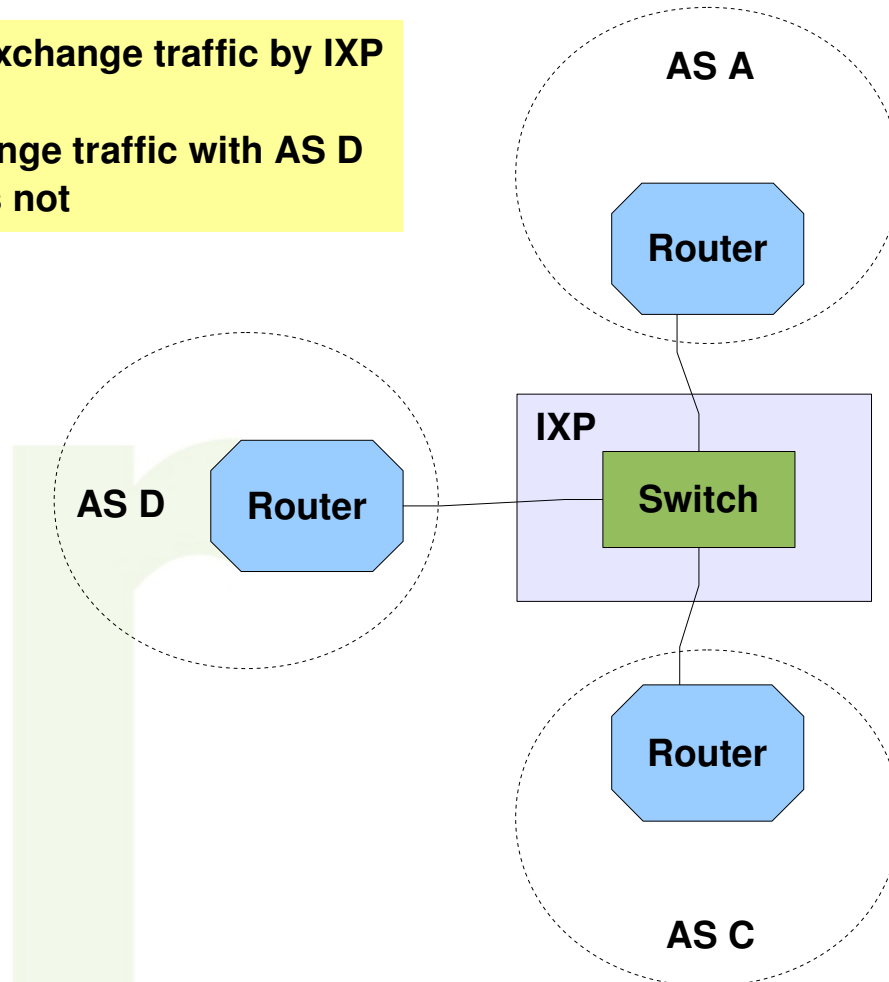 xchange traffic by IXP
nge traffic with AS D
s not
AS A
Router
IXP
Switch
AS D
Router
Router
AS C